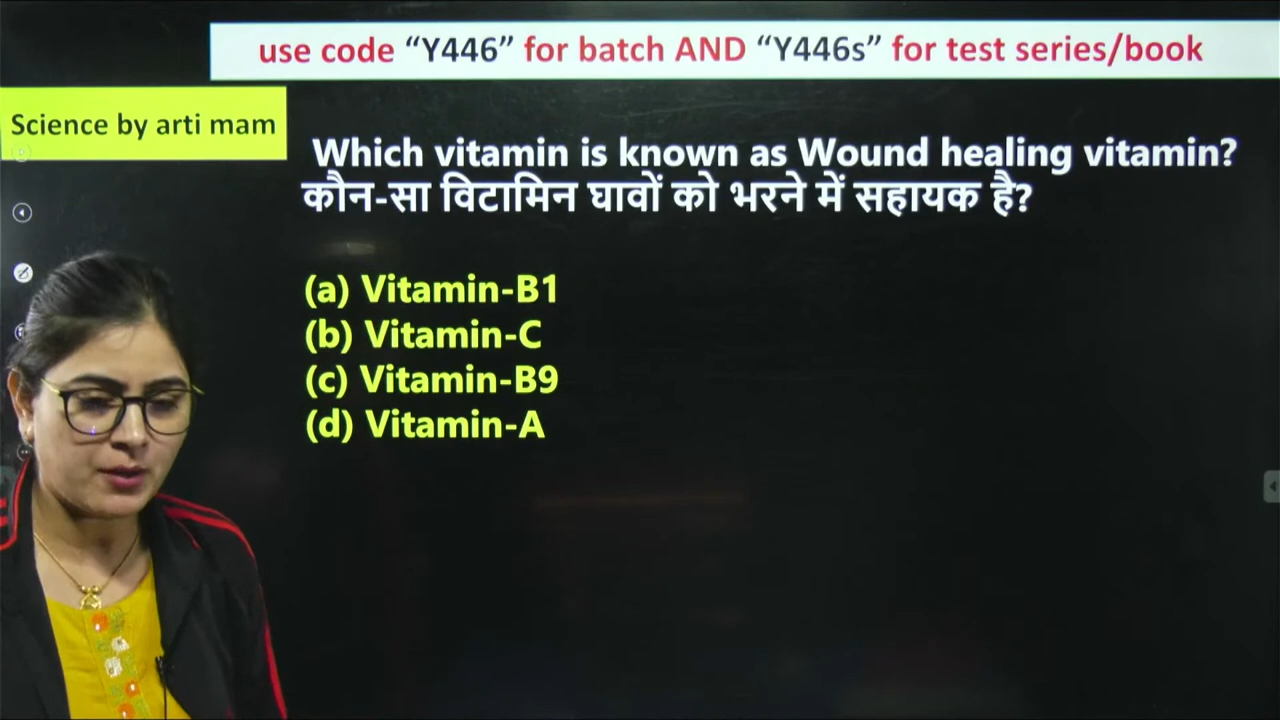 use code “Y446” for batch AND “Y446s” for test series/book
Science by arti mam
Which vitamin is known as Wound healing vitamin?
कौन-सा विटामिन घावों को भरने में सहायक है?
(a) Vitamin-B1
(b) Vitamin-C
(c) Vitamin-B9
(d) Vitamin-A